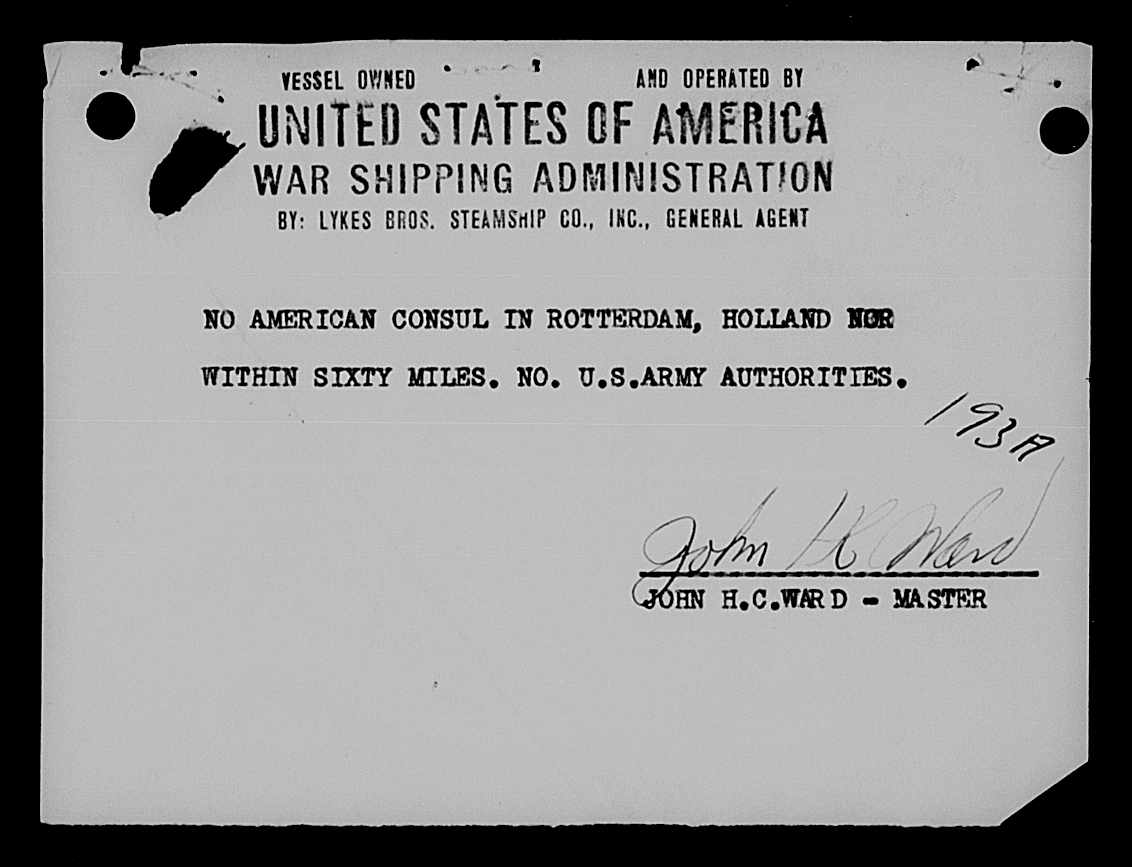 VESSEL OWNED AND OPERATED BY
UNITED STATES OF AMERICA
WAR SHIPPING ADMINISTRATION
BY: LYKES BROS. STEAMSHIP CO., INC., GENERAL AGENT
NO AMERICAN CONSUL IN ROTTERDAM, HOLLAND NOR
WITHIN SIXTY MILES. NO. U.S.ARMY AUTHORITIES.
193A
John H C Ward
JOHN H.C.WARD - MASTER